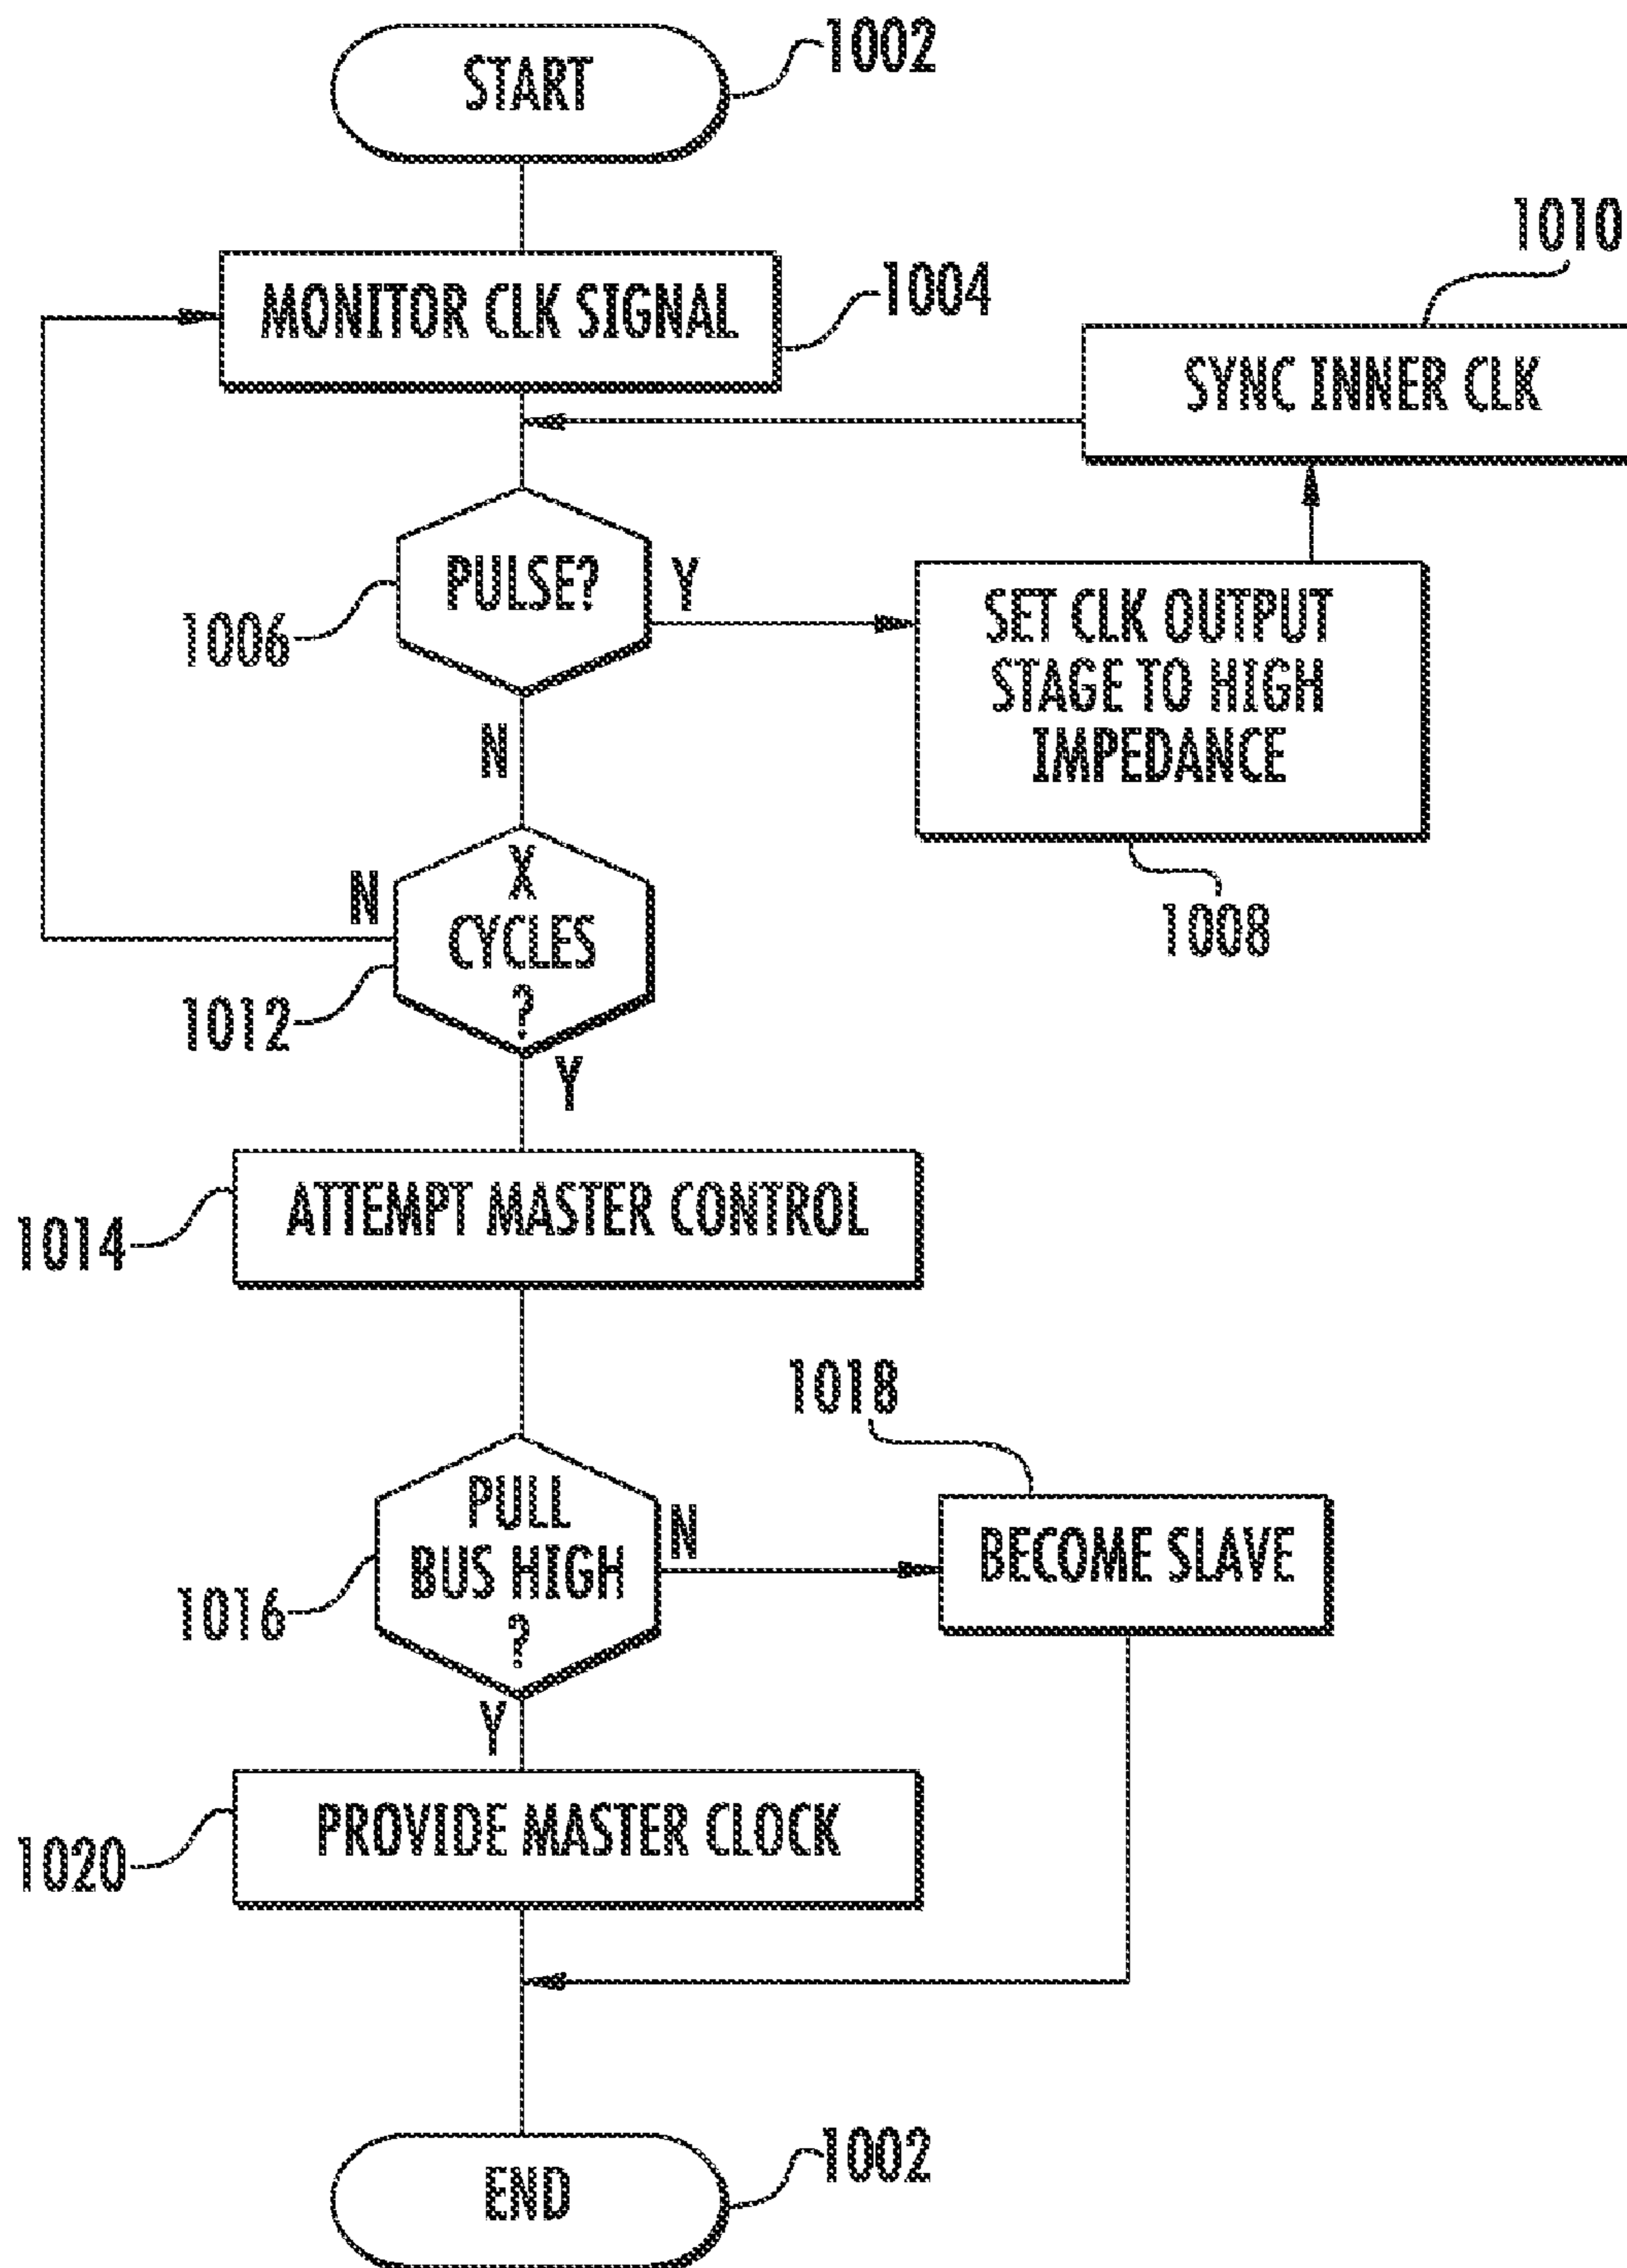 START
1002
MONITOR CLK SIGNAL
1004
1010
SYNC INNER CLK
PULSE?
Y
1006
N
SET CLK OUTPUT
STAGE TO HIGH
IMPEDANCE
1008
X
CYCLES
?
N
1012
Y
ATTEMPT MASTER CONTROL
1014
PULL
BUS HIGH
?
N
1016
Y
1018
BECOME SLAVE
PROVIDE MASTER CLOCK
1020
END
1002